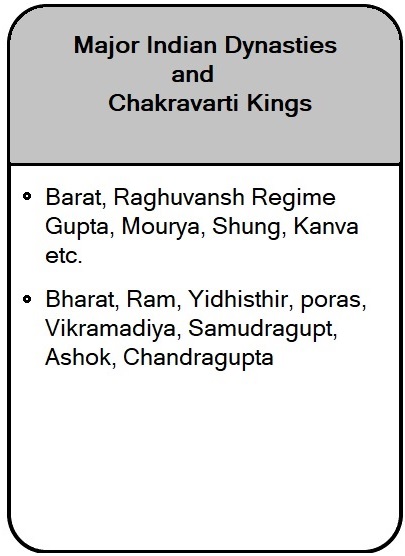 Major Indian Dynasties
and
Chakravarti Kings
Barat, Raghuvansh Regime
Gupta, Mourya, Shung, Kanva
etc.
Bharat, Ram, Yidhisthir, poras,
Vikramadiya, Samudragupt,
Ashok, Chandragupta